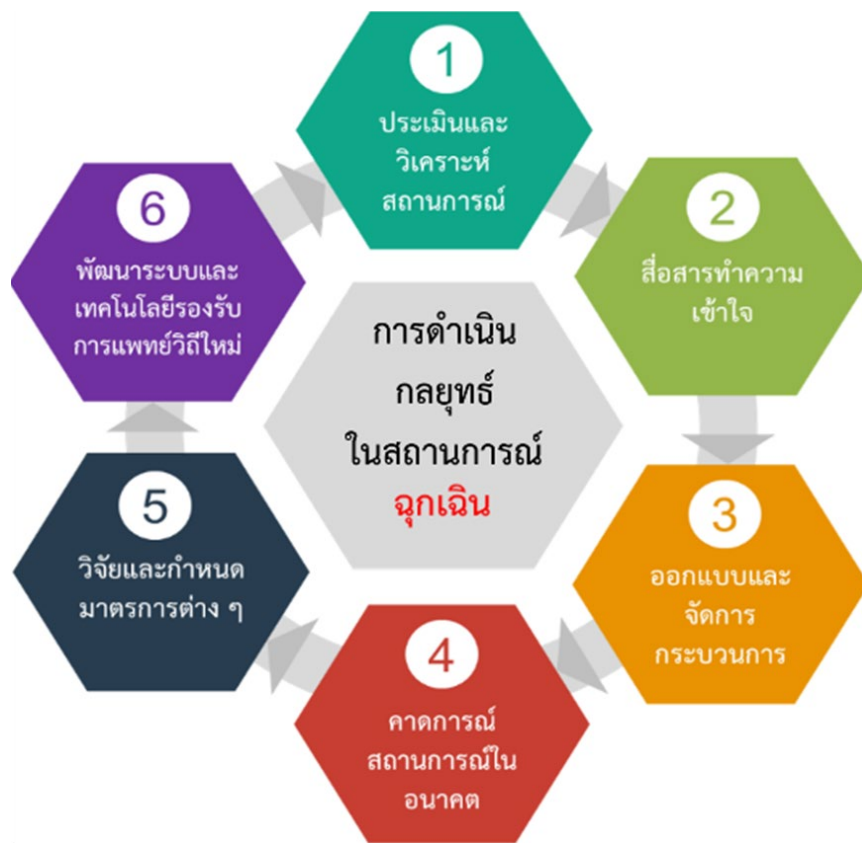 1
ประเมินและ
วิเคราะห์
สถานการณ์
2
สื่อสารทำความ
เข้าใจ
3
ออกแบบและ
จัดการ
กระบวนการ
4
คาดการณ์
สถานการณ์ใน
อนาคต
5
วิจัยและกำหนด
มาตรการต่าง ๆ
6
พัฒนาระบบและ
เทคโนโลยีรองรับ
การแพทย์วิถีใหม่
การดำเนิน
กลยุทธ์
ในสถานการณ์
ฉุกเฉิน